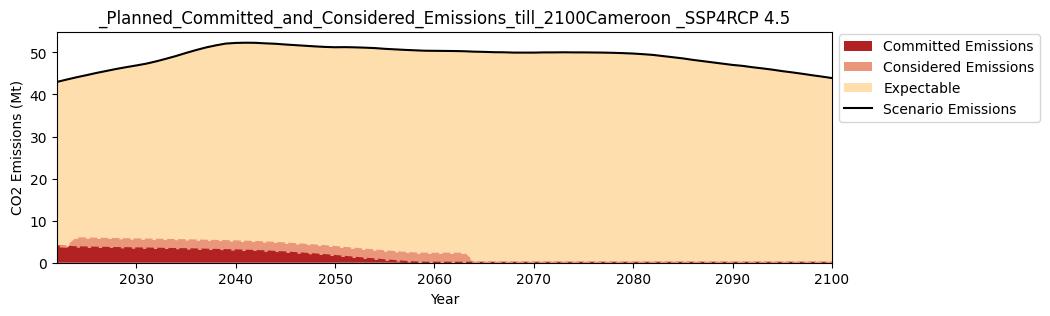 _Planned_Committed_and_Considered_Emissions_till_2100Cameroon _SSP4RCP 4.5
CO2 Emissions (Mt)
50
40
30
20
10
0
2030 2040 2050 2060 2070 2080 2090 2100
Year
Committed Emissions
Considered Emissions
Expectable
Scenario Emissions